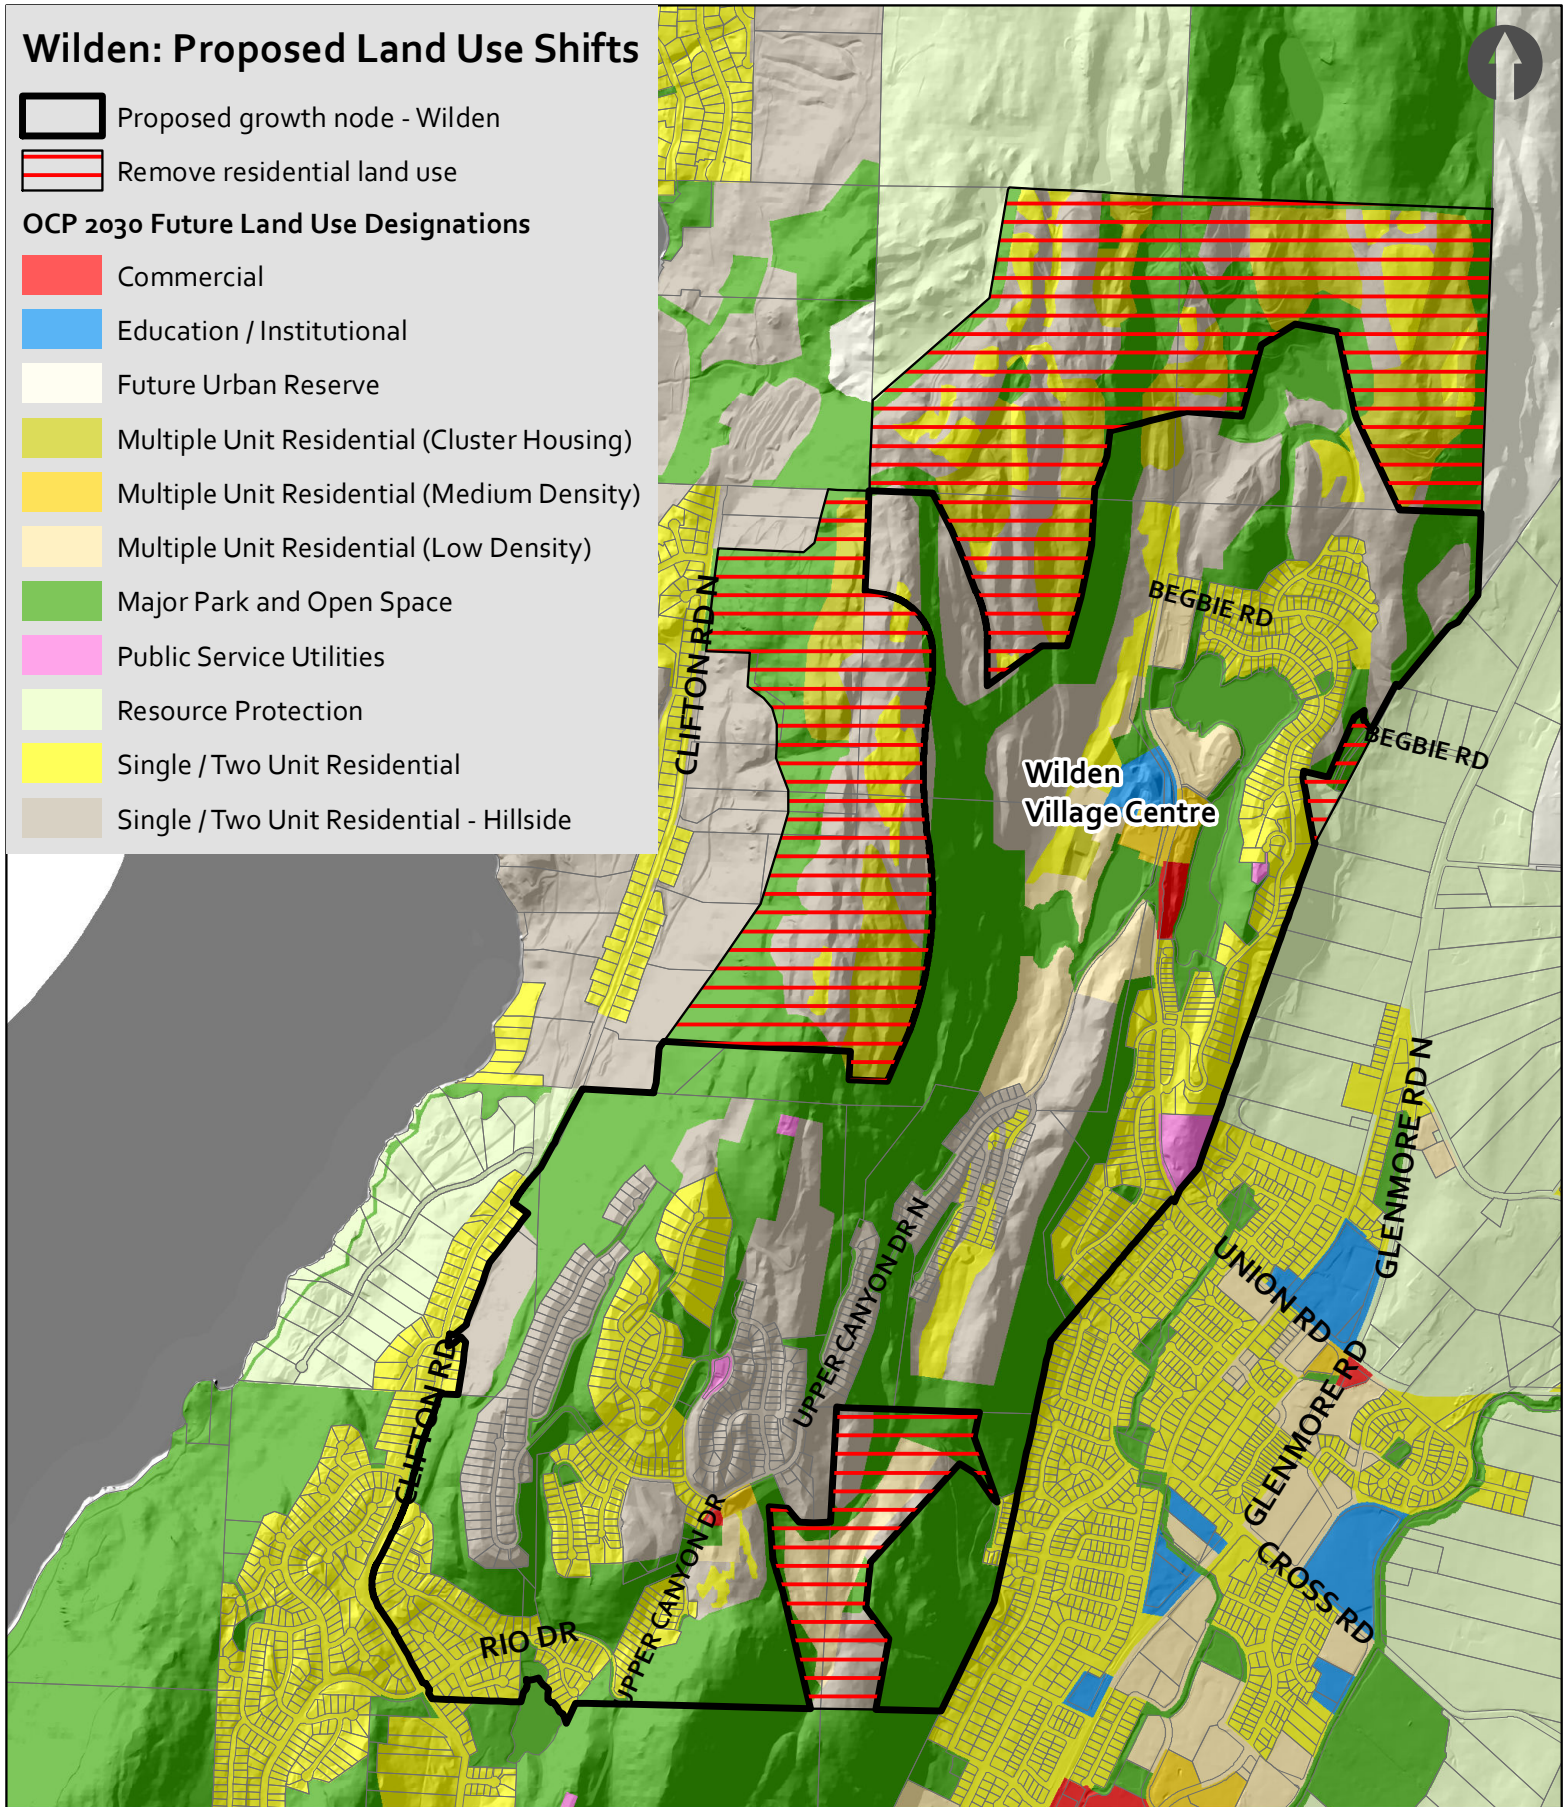 Wilden: Proposed Land Use Shifts
Proposed growth node - Wilden
Remove residential land use
OCP 2030 Future Land Use Designations
Commercial
Education / Institutional
Future Urban Reserve
Multiple Unit Residential (Cluster Housing)
Multiple Unit Residential (Medium Density)
Multiple Unit Residential (Low Density)
Major Park and Open Space
Public Service Utilities
Resource Protection
Single / Two Unit Residential
Single / Two Unit Residential - Hillside
CLIFTON RD N
BEGBIE RD
BEGBIE RD
Wilden
Village Centre
GLENMORE RD N
UPPER CANYON DR N
UNION RD
CLIFTON RD
GLENMORE RD
UPPER CANYON DR
CROSS RD
RIO DR